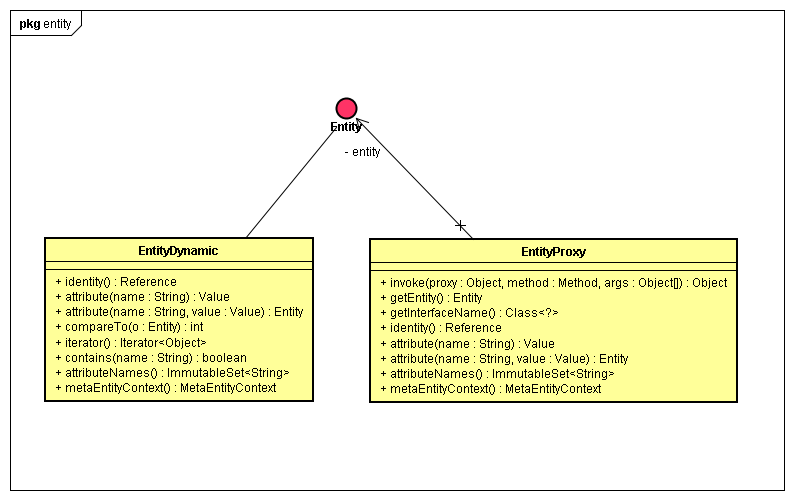 pkg entity
Entity
- entity
EntityDynamic
+ identity() : Reference
+ attribute(name : String) : Value
+ attribute(name : String, value : Value) : Entity
+ compareTo(o : Entity) : int
+ iterator() : Iterator<Object>
+ contains(name : String) : boolean
+ attributeNames() : ImmutableSet<String>
+ metaEntityContext() : MetaEntityContext
EntityProxy
+ invoke(proxy : Object, method : Method, args : Object[]) : Object
+ getEntity() : Entity
+ getInterfaceName() : Class<?>
+ identity() : Reference
+ attribute(name : String) : Value
+ attribute(name : String, value : Value) : Entity
+ attributeNames() : ImmutableSet<String>
+ metaEntityContext() : MetaEntityContext